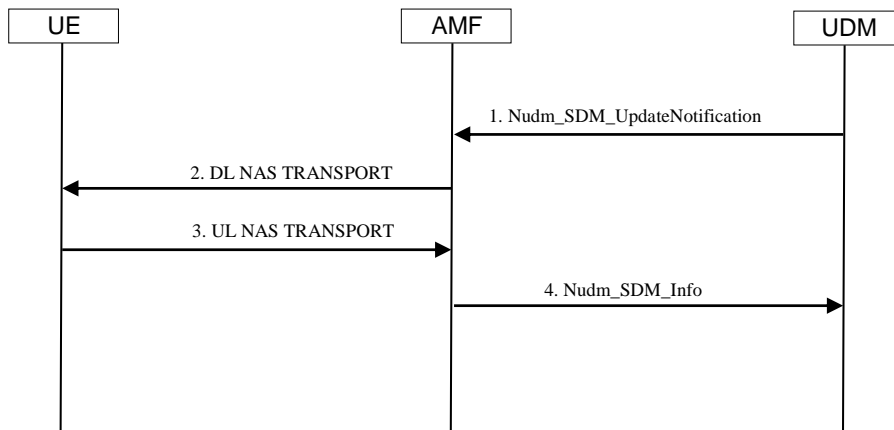 UE
AMF
UDM
1. Nudm_SDM_UpdateNotification
2. DL NAS TRANSPORT
3. UL NAS TRANSPORT
4. Nudm_SDM_Info